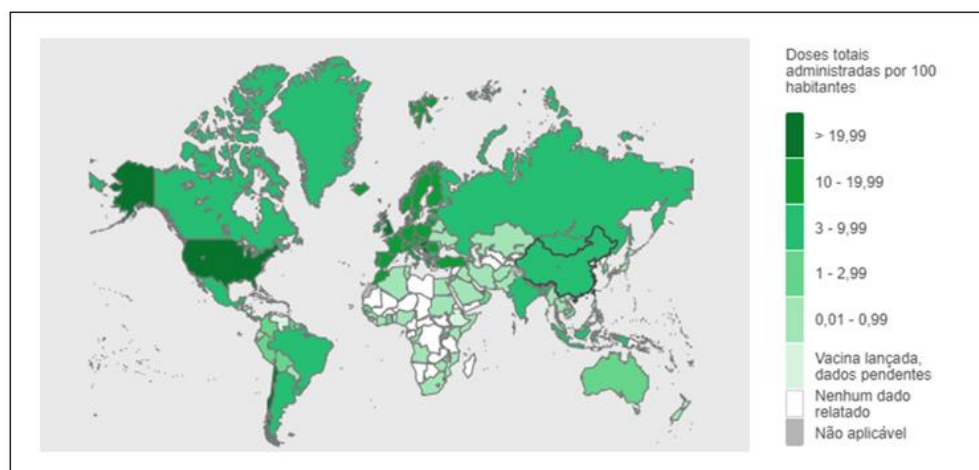 Doses totais
administradas por 100
habitantes
> 19,99
10 - 19,99
3 - 9,99
1 - 2,99
0,01 - 0,99
Vacina lançada,
dados pendentes
Nenhum dado
relatado
Não aplicável